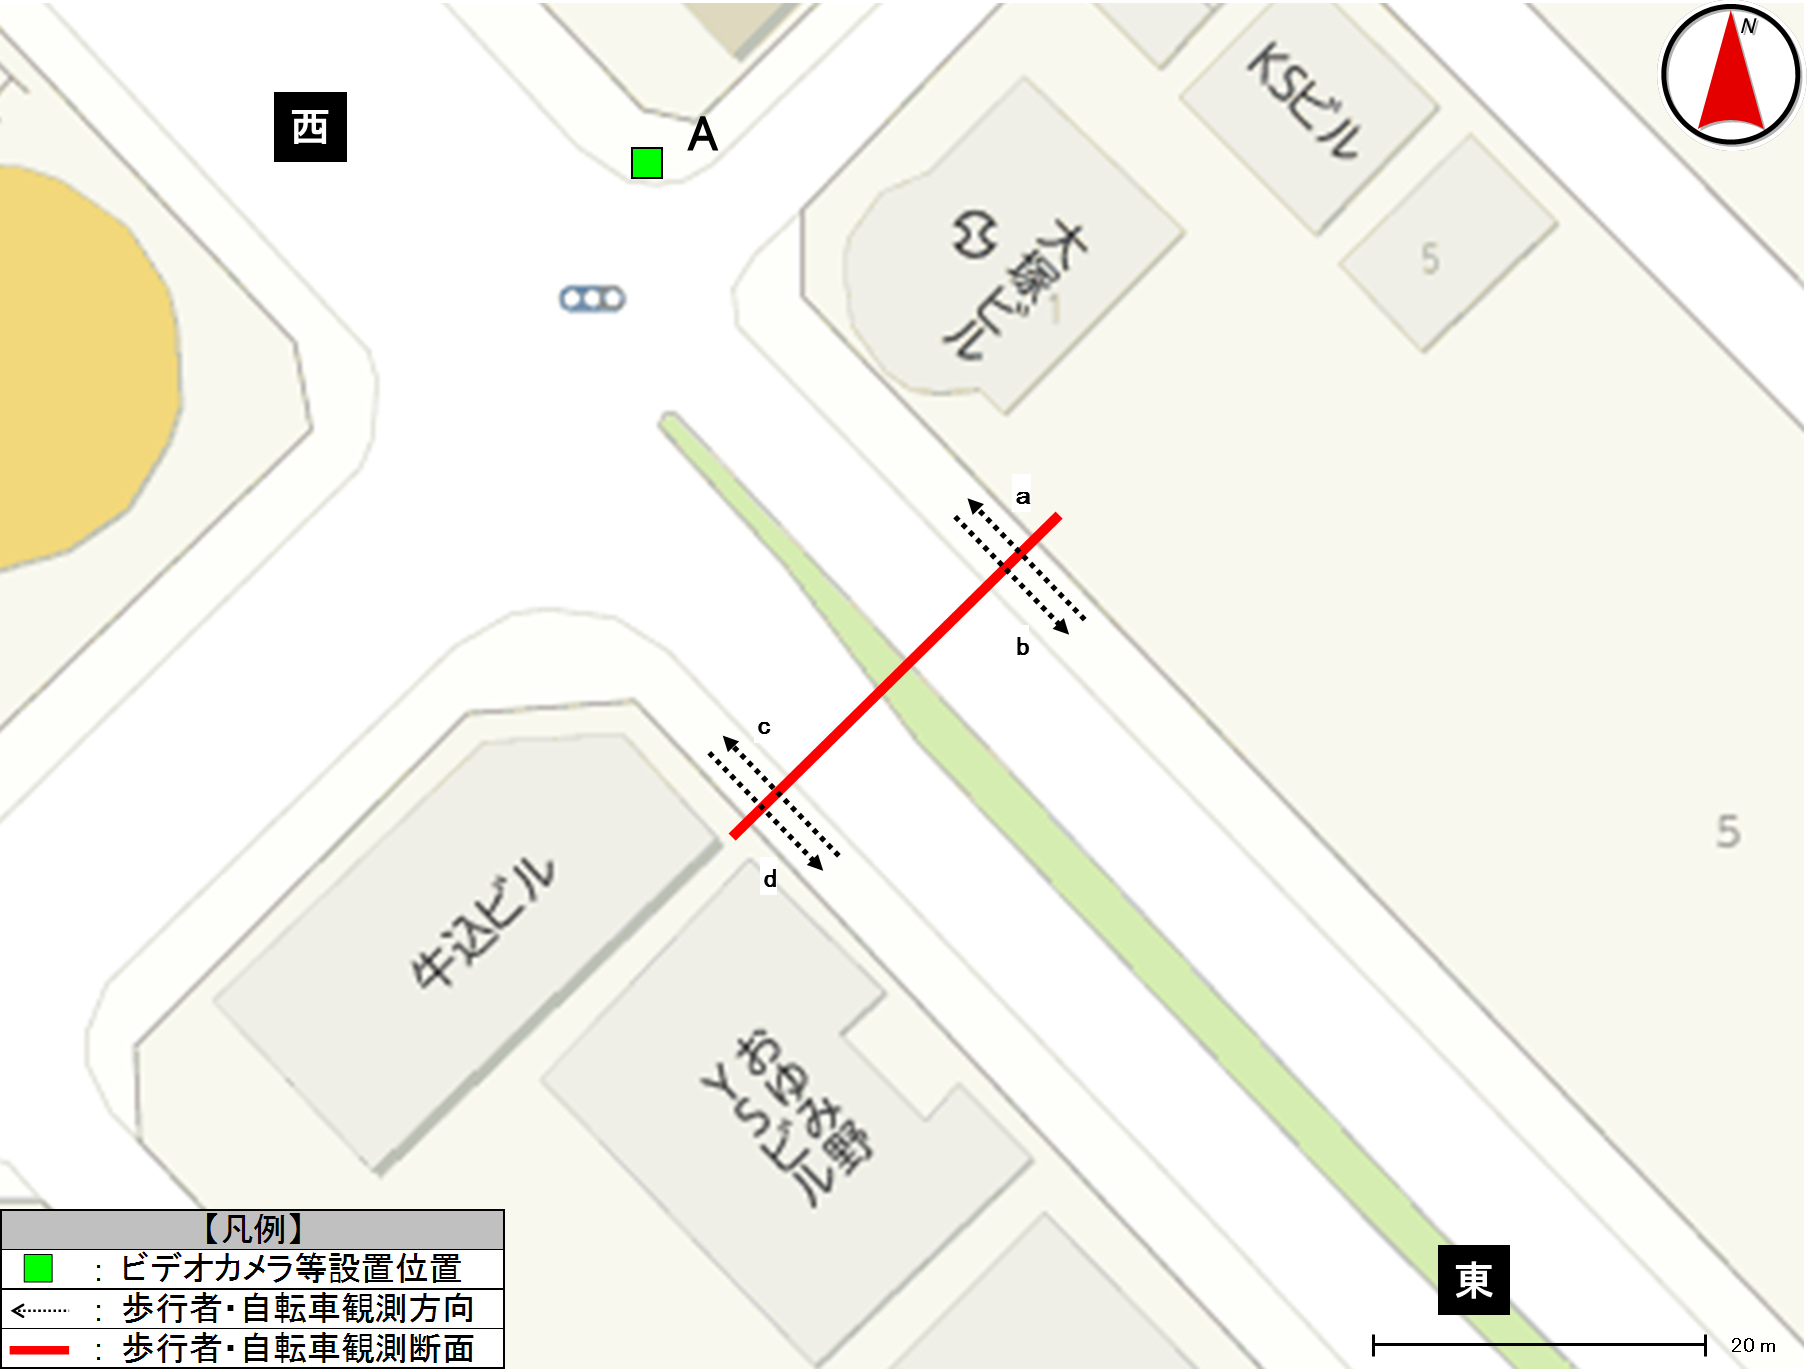 N
西
A
KSビル
大塚ビル
1
5
a
b
c
d
5
牛込ビル
おゆみ野
YSビル
東
20 m
【凡例】
： ビデオカメラ等設置位置
： 歩行者・自転車観測方向
： 歩行者・自転車観測断面